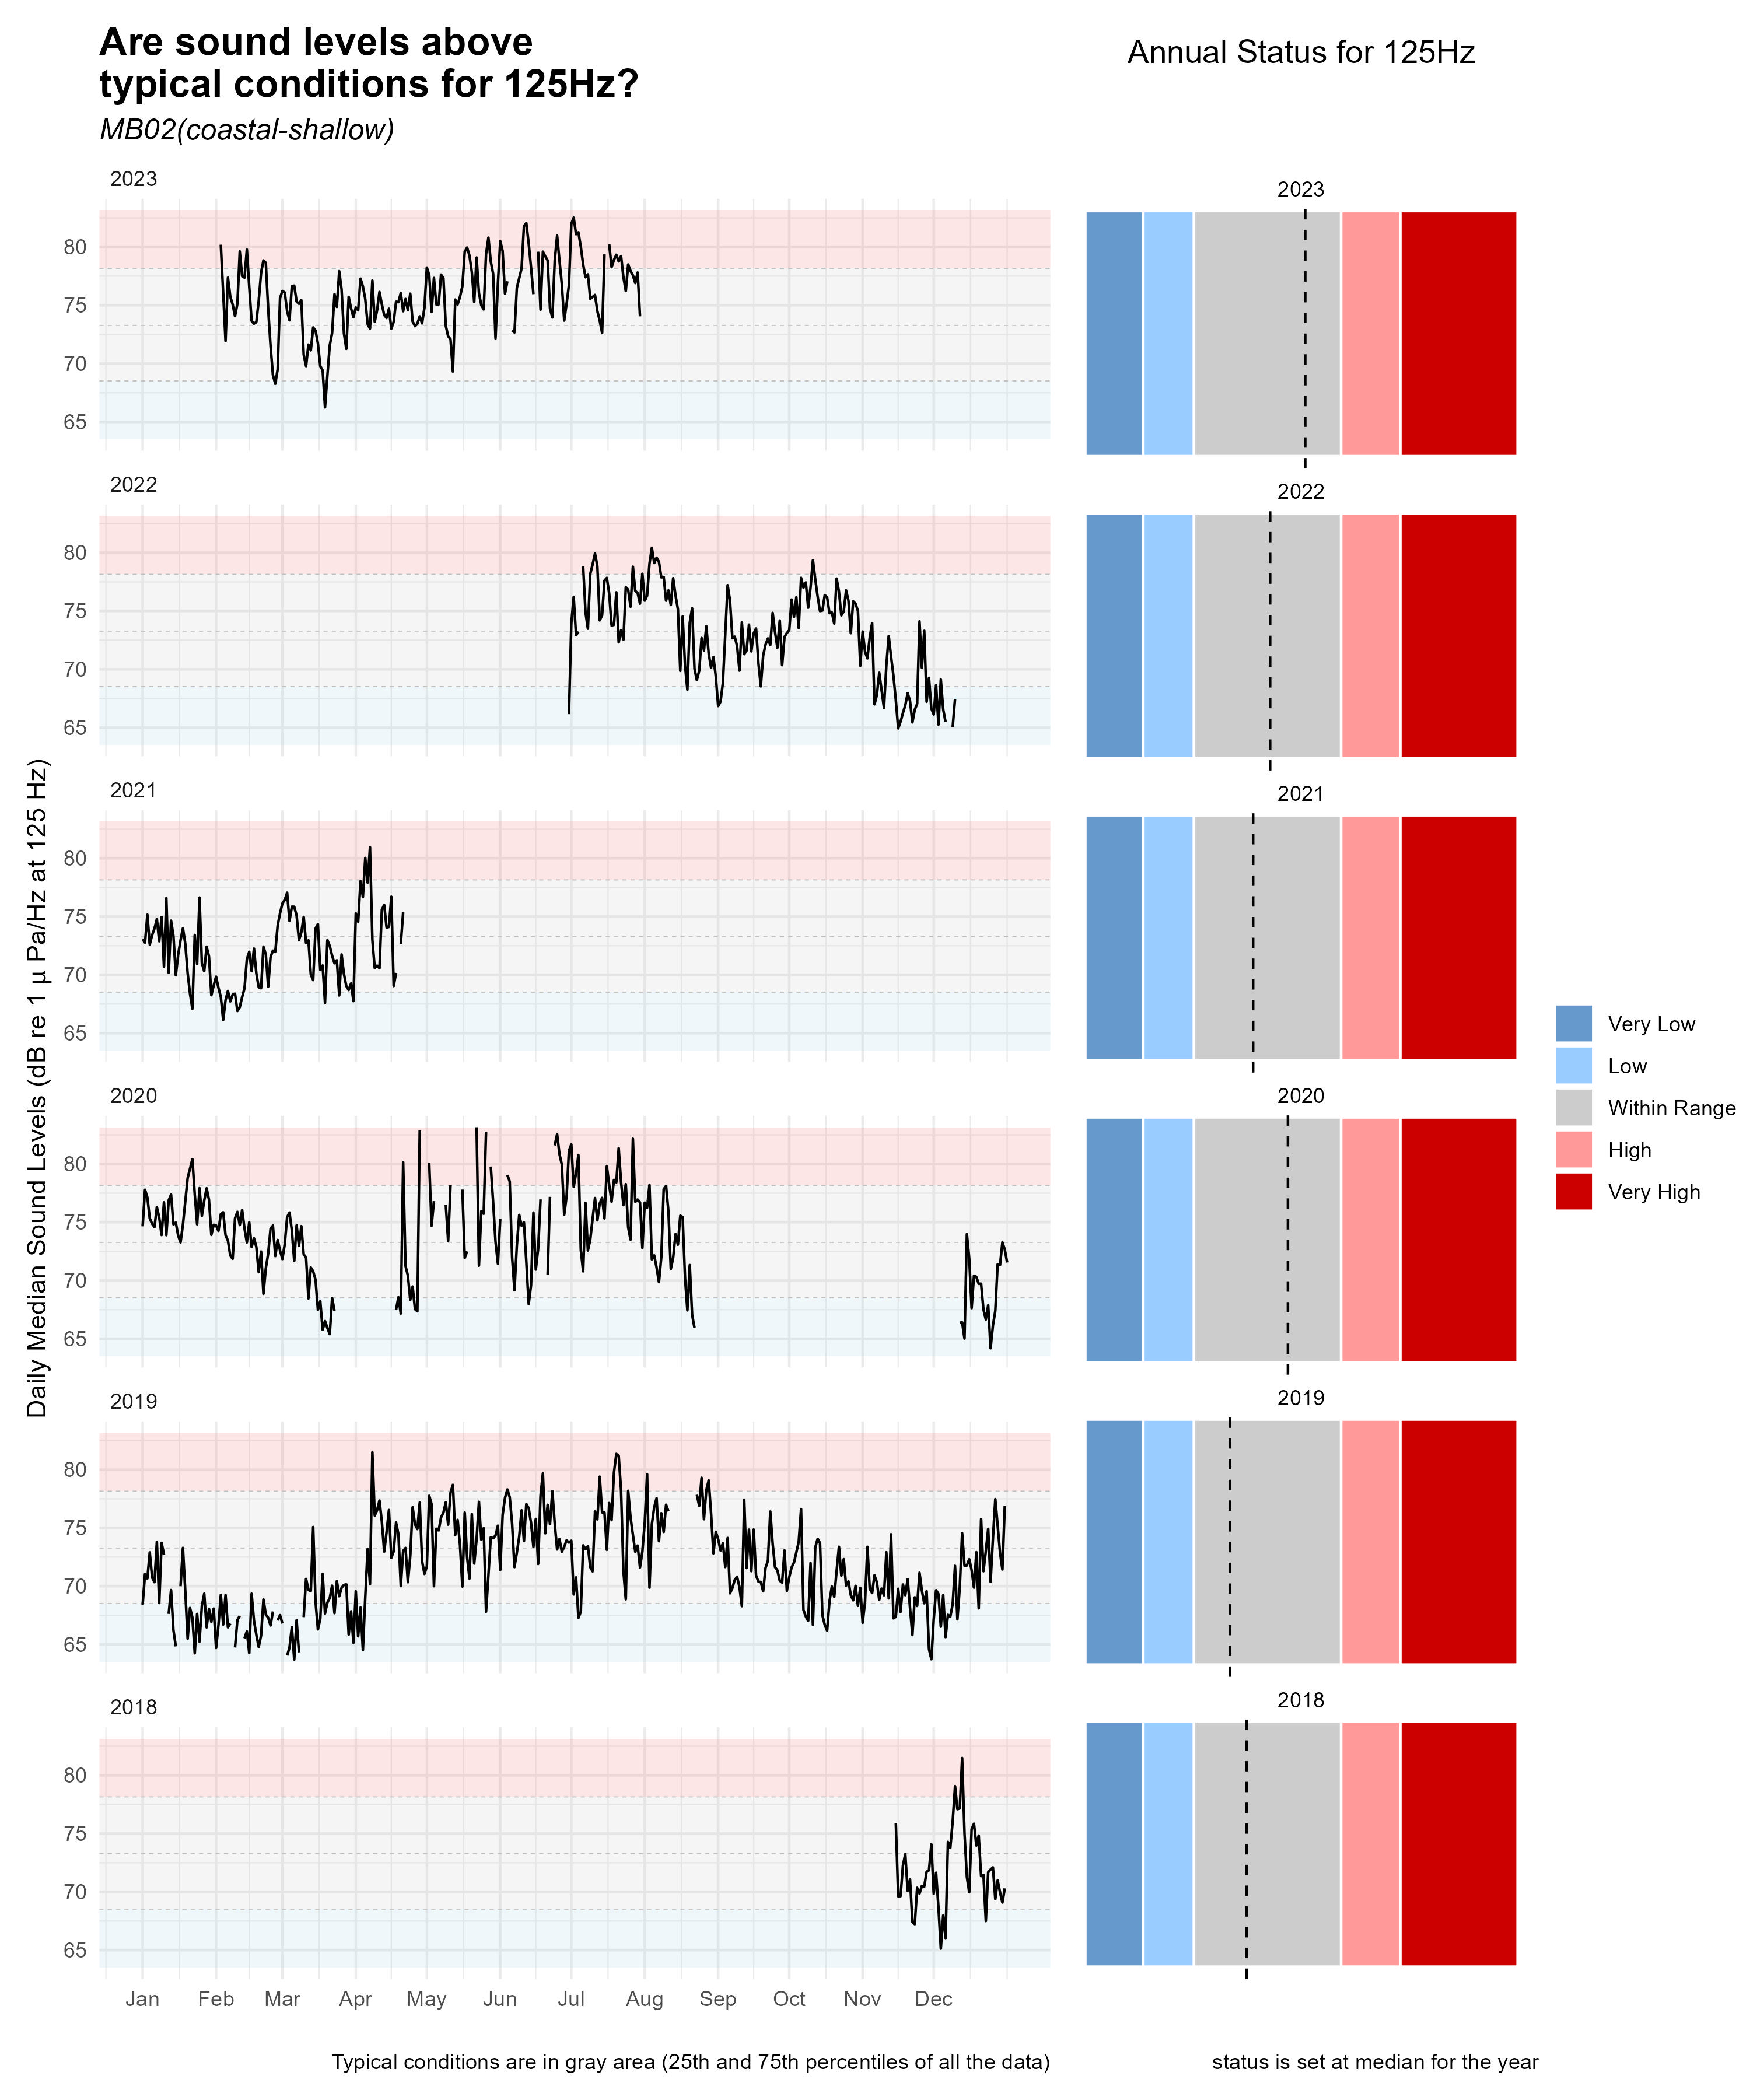 Are sound levels above
typical conditions for 125Hz?
MB02(coastal-shallow)
Annual Status for 125Hz
Daily Median Sound Levels (dB re 1 µ Pa/Hz at 125 Hz)
2023
80
75
70
65
2022
80
75
70
65
2021
80
75
70
65
2020
80
75
70
65
2019
80
75
70
65
2018
80
75
70
65
Jan Feb Mar Apr May Jun Jul Aug Sep Oct Nov Dec
Typical conditions are in gray area (25th and 75th percentiles of all the data)
2023
2022
2021
2020
2019
2018
status is set at median for the year
Very Low
Low
Within Range
High
Very High